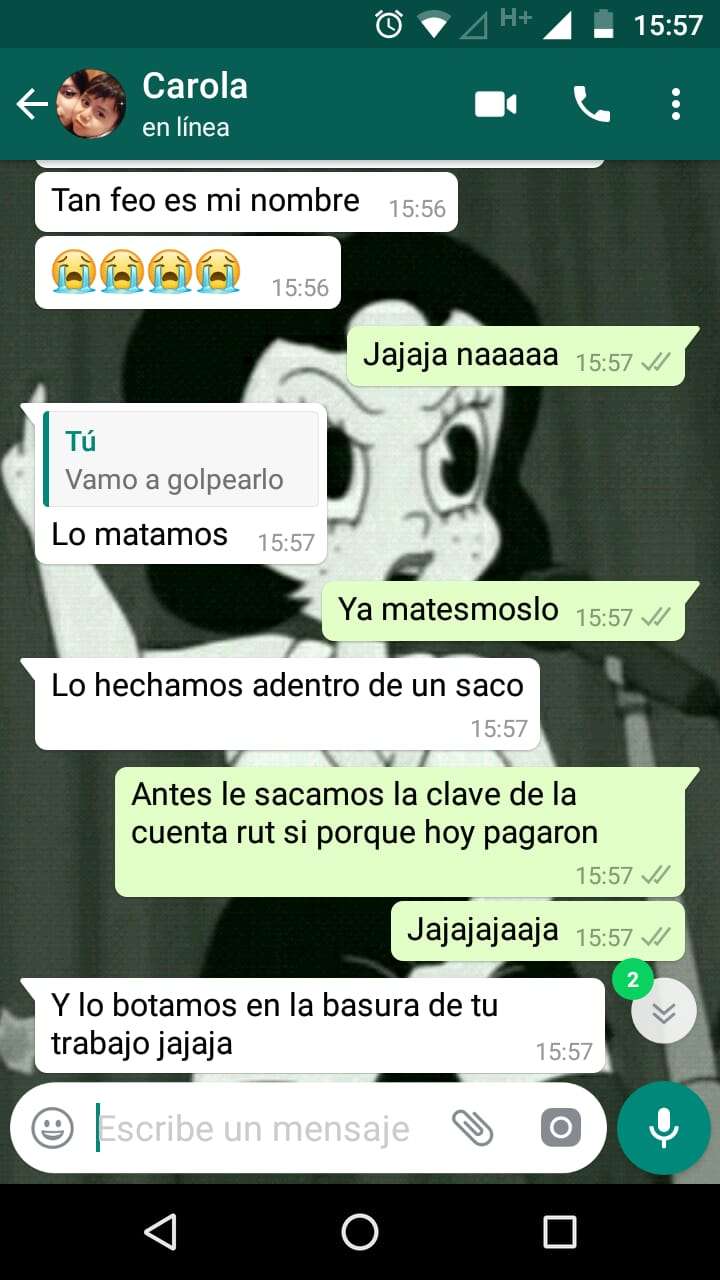 H+ 15:57
Carola
en línea
Tan feo es mi nombre 15:56
😭😭😭😭 15:56
Jajaja naaaaa 15:57
Tú
Vamo a golpearlo
Lo matamos 15:57
Ya matesmoslo 15:57
Lo hechamos adentro de un saco
15:57
Antes le sacamos la clave de la
cuenta rut si porque hoy pagaron
15:57
Jajajajaaja 15:57
2
Y lo botamos en la basura de tu
trabajo jajaja 15:57
Escribe un mensaje